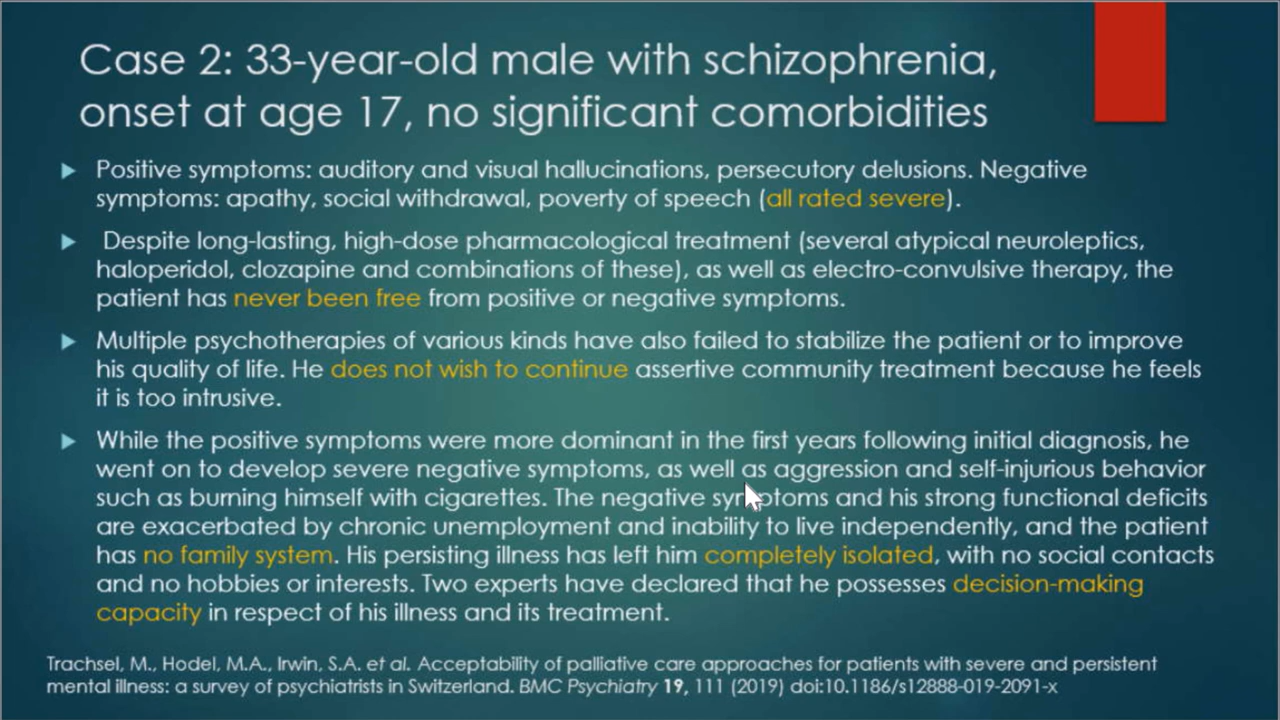 Case 2: 33-year-old male with schizophrenia,
onset at age 17, no significant comorbidities
Positive symptoms: auditory and visual hallucinations, persecutory delusions. Negative
symptoms: apathy, social withdrawal, poverty of speech (all rated severe).
Despite long-lasting, high-dose pharmacological treatment (several atypical neuroleptics,
haloperidol, clozapine and combinations of these), as well as electro-convulsive therapy, the
patient has never been free from positive or negative symptoms.
Multiple psychotherapies of various kinds have also failed to stabilize the patient or to improve
his quality of life. He does not wish to continue assertive community treatment because he feels
it is too intrusive.
While the positive symptoms were more dominant in the first years following initial diagnosis, he
went on to develop severe negative symptoms, as well as aggression and self-injurious behavior
such as burning himself with cigarettes. The negative symptoms and his strong functional deficits
are exacerbated by chronic unemployment and inability to live independently, and the patient
has no family system. His persisting illness has left him completely isolated, with no social contacts
and no hobbies or interests. Two experts have declared that he possesses decision-making
capacity in respect of his illness and its treatment.
Trachsel, M., Hodel, M.A., Irwin, S.A. et al. Acceptability of palliative care approaches for patients with severe and persistent
mental illness: a survey of psychiatrists in Switzerland. BMC Psychiatry 19, 111 (2019) doi:10.1186/s12888-019-2091-x